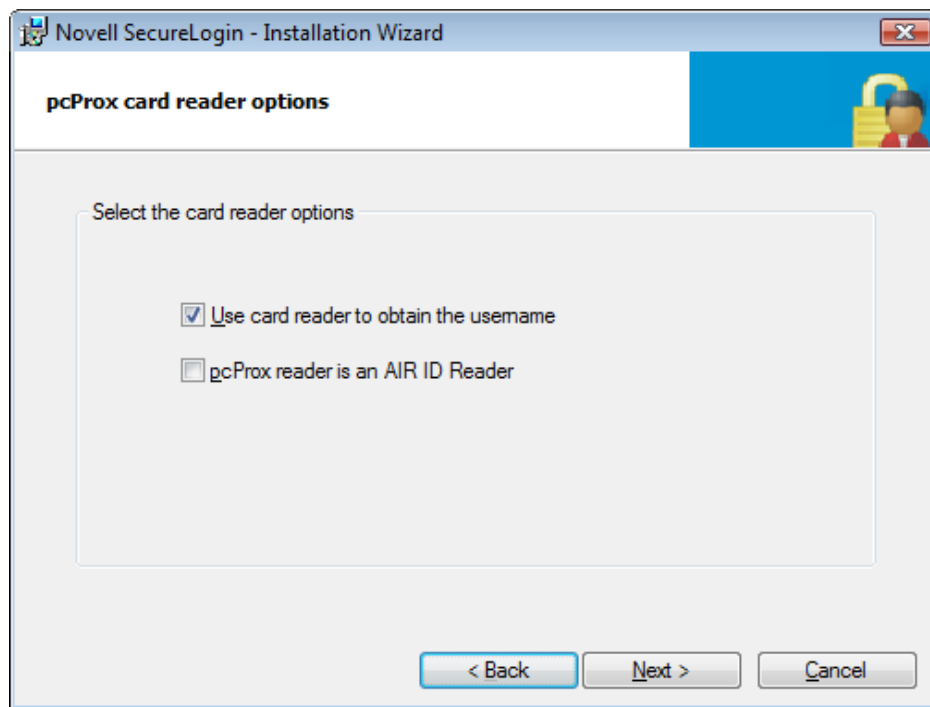 Novell SecureLogin - Installation Wizard
pcProx card reader options
Select the card reader options
Use card reader to obtain the username
pcProx reader is an AIR ID Reader
< Back Next > Cancel